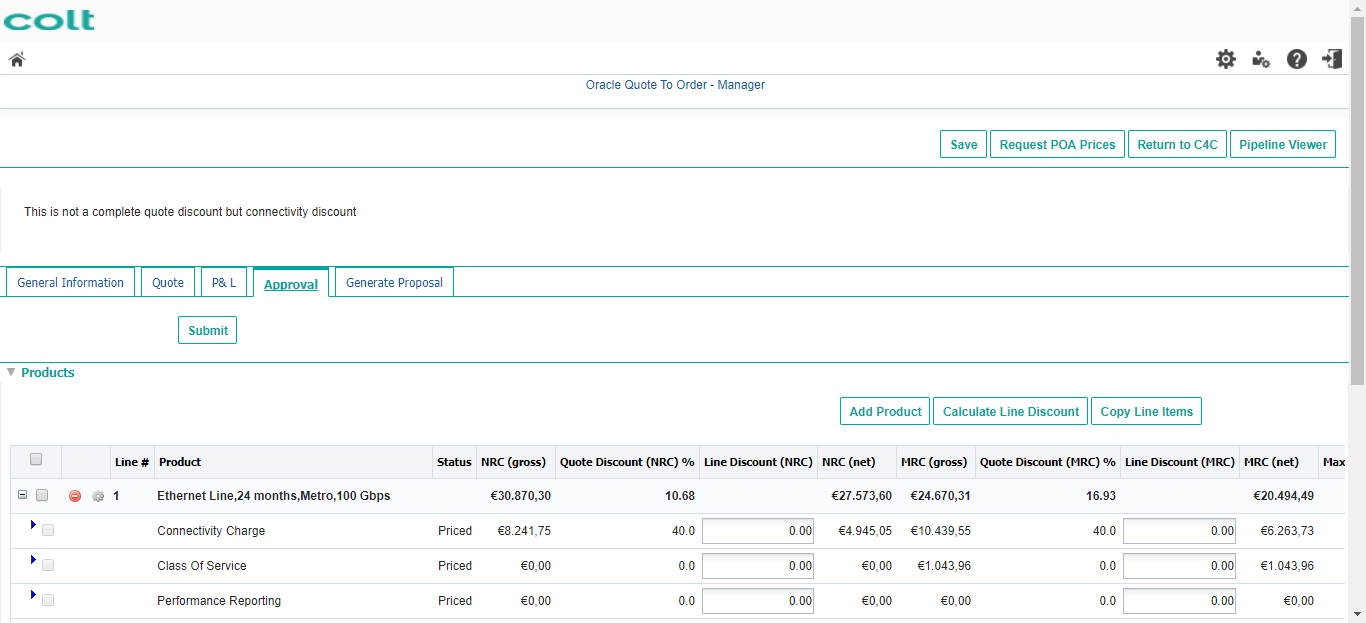 colt
Oracle Quote To Order - Manager
Save Request POA Prices Return to C4C Pipeline Viewer
This is not a complete quote discount but connectivity discount
General Information Quote P& L Approval Generate Proposal
Submit
Products
Add Product Calculate Line Discount Copy Line Items
Line # Product Status NRC (gross) Quote Discount (NRC) % Line Discount (NRC) NRC (net) MRC (gross) Quote Discount (MRC) % Line Discount (MRC) MRC (net) Max
1 Ethernet Line,24 months,Metro,100 Gbps €30.870,30 10.68 €27.573,60 €24.670,31 16.93 €20.494,49
Connectivity Charge Priced €8.241,75 40.0 0.00 €4.945,05 €10.439,55 40.0 0.00 €6.263,73
Class Of Service Priced €0,00 0.0 0.00 €0,00 €1.043,96 0.0 0.00 €1.043,96
Performance Reporting Priced €0,00 0.0 0.00 €0,00 €0,00 0.0 0.00 €0,00